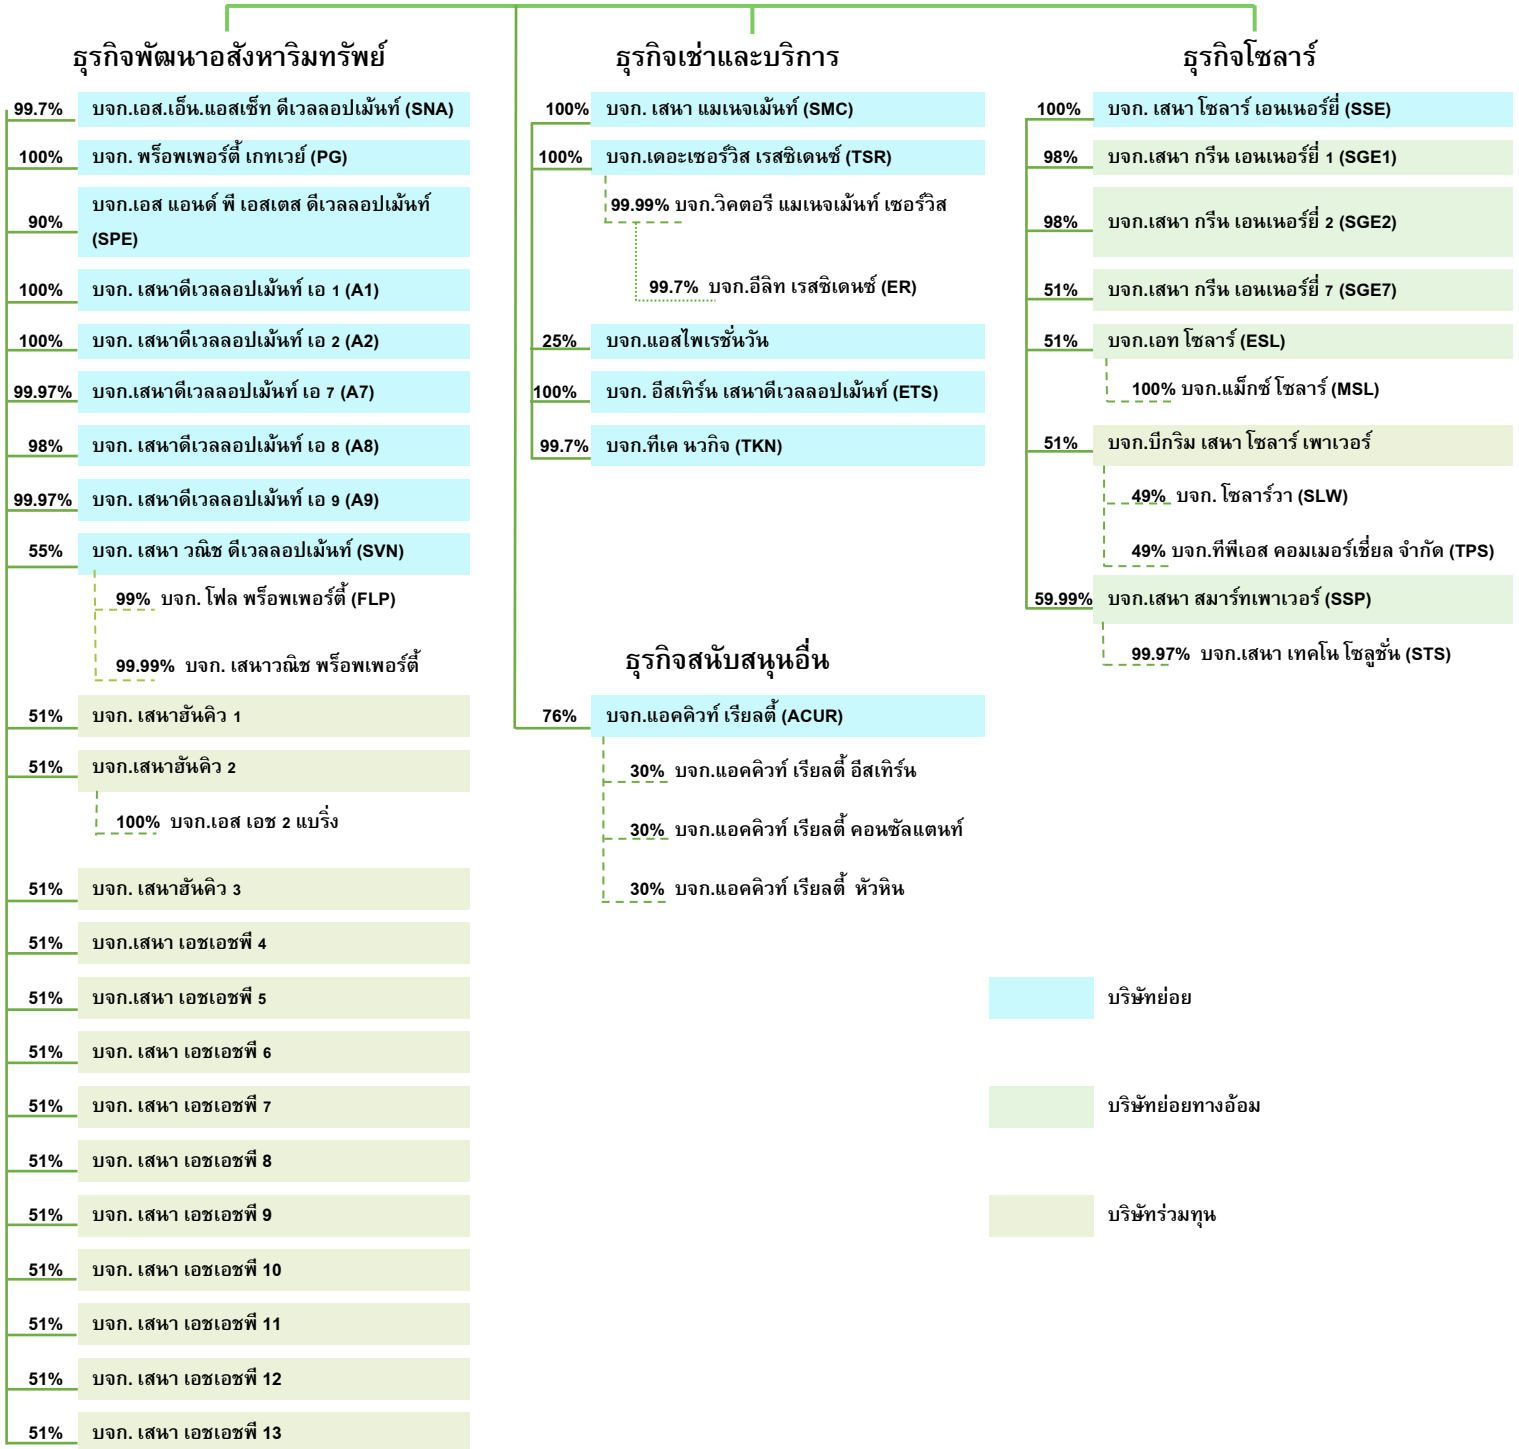 ธุรกิจพัฒนาอสังหาริมทรัพย์
99.7% บจก.เอส.เอ็น.แอสเซ็ท ดีเวลลอปเม้นท์ (SNA)
100% บจก. พร็อพเพอร์ตี้ เกทเวย์ (PG)
90% บจก.เอส แอนด์ พี เอสเตส ดีเวลลอปเม้นท์
(SPE)
100% บจก. เสนาดีเวลลอปเม้นท์ เอ 1 (A1)
100% บจก. เสนาดีเวลลอปเม้นท์ เอ 2 (A2)
99.97% บจก.เสนาดีเวลลอปเม้นท์ เอ 7 (A7)
98% บจก. เสนาดีเวลลอปเม้นท์ เอ 8 (A8)
99.97% บจก. เสนาดีเวลลอปเม้นท์ เอ 9 (A9)
55% บจก. เสนา วณิช ดีเวลลอปเม้นท์ (SVN)
99% บจก. โฟล พร็อพเพอร์ตี้ (FLP)
99.99% บจก. เสนาวณิช พร็อพเพอร์ตี้
51% บจก. เสนาฮันคิว 1
51% บจก.เสนาฮันคิว 2
100% บจก.เอส เอช 2 แบริ่ง
51% บจก. เสนาฮันคิว 3
51% บจก.เสนา เอชเอชพี 4
51% บจก.เสนา เอชเอชพี 5
51% บจก. เสนา เอชเอชพี 6
51% บจก. เสนา เอชเอชพี 7
51% บจก. เสนา เอชเอชพี 8
51% บจก. เสนา เอชเอชพี 9
51% บจก. เสนา เอชเอชพี 10
51% บจก. เสนา เอชเอชพี 11
51% บจก. เสนา เอชเอชพี 12
51% บจก. เสนา เอชเอชพี 13
ธุรกิจเช่าและบริการ
100% บจก. เสนา แมเนจเม้นท์ (SMC)
100% บจก.เดอะเซอร์วิส เรสซิเดนซ์ (TSR)
99.99% บจก.วิคตอรี แมเนจเม้นท์ เซอร์วิส
99.7% บจก.อีลิท เรสซิเดนซ์ (ER)
25% บจก.แอสไพเรชั่นวัน
100% บจก. อีสเทิร์น เสนาดีเวลลอปเม้นท์ (ETS)
99.7% บจก.ทีเค นวกิจ (TKN)
ธุรกิจสนับสนุนอื่น
76% บจก.แอคคิวท์ เรียลตี้ (ACUR)
30% บจก.แอคคิวท์ เรียลตี้ อีสเทิร์น
30% บจก.แอคคิวท์ เรียลตี้ คอนซัลแตนท์
30% บจก.แอคคิวท์ เรียลตี้ หัวหิน
ธุรกิจโซลาร์
100% บจก. เสนา โซลาร์ เอนเนอร์ยี่ (SSE)
98% บจก.เสนา กรีน เอนเนอร์ยี่ 1 (SGE1)
98% บจก.เสนา กรีน เอนเนอร์ยี่ 2 (SGE2)
51% บจก.เสนา กรีน เอนเนอร์ยี่ 7 (SGE7)
51% บจก.เอท โซลาร์ (ESL)
100% บจก.แม็กซ์ โซลาร์ (MSL)
51% บจก.บีกริม เสนา โซลาร์ เพาเวอร์
49% บจก. โซลาร์วา (SLW)
49% บจก.ทีพีเอส คอมเมอร์เชี่ยล จำกัด (TPS)
59.99% บจก.เสนา สมาร์ทเพาเวอร์ (SSP)
99.97% บจก.เสนา เทคโน โซลูชั่น (STS)
บริษัทย่อย
บริษัทย่อยทางอ้อม
บริษัทร่วมทุน